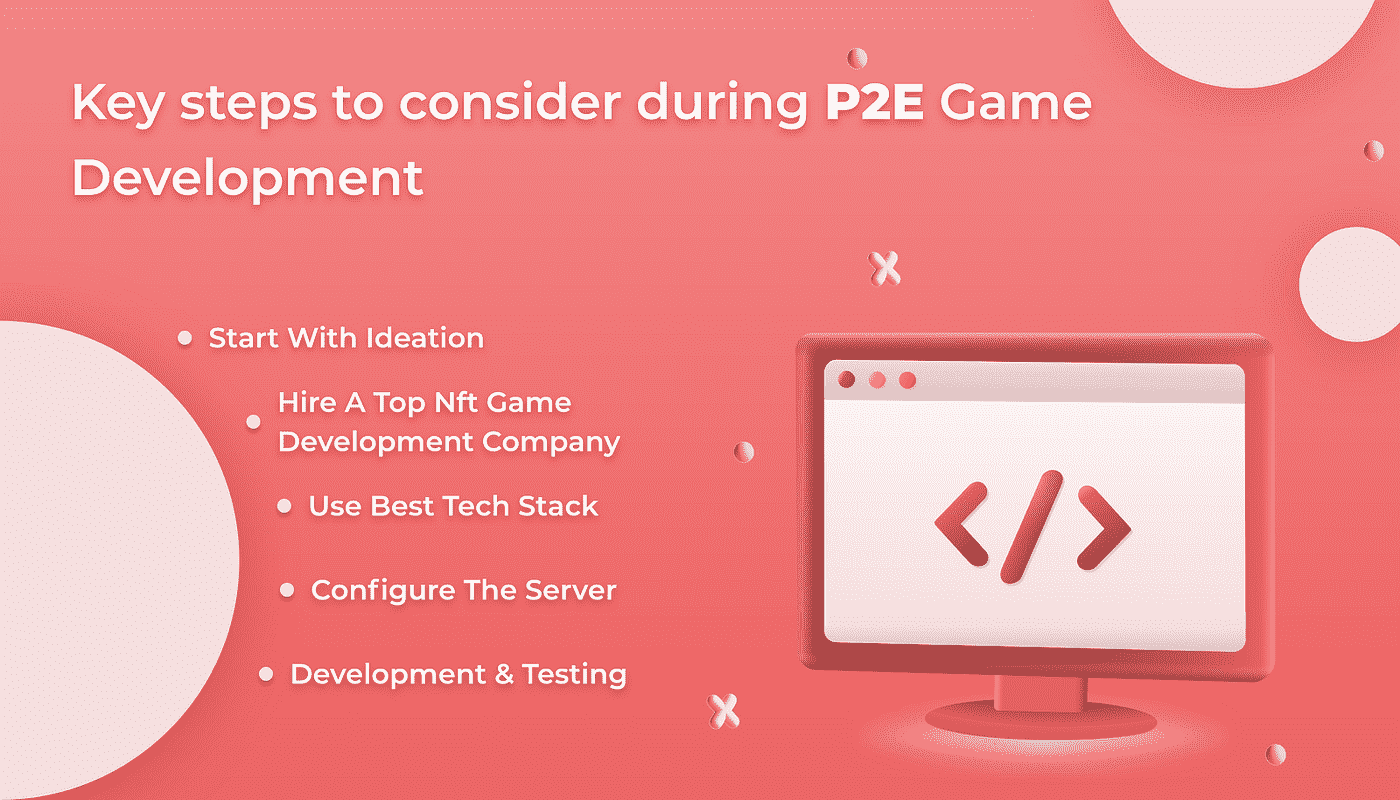 Key steps to consider during P2E Game
Development
Start With Ideation
Hire A Top Nft Game
Development Company
Use Best Tech Stack
Configure The Server
Development & Testing